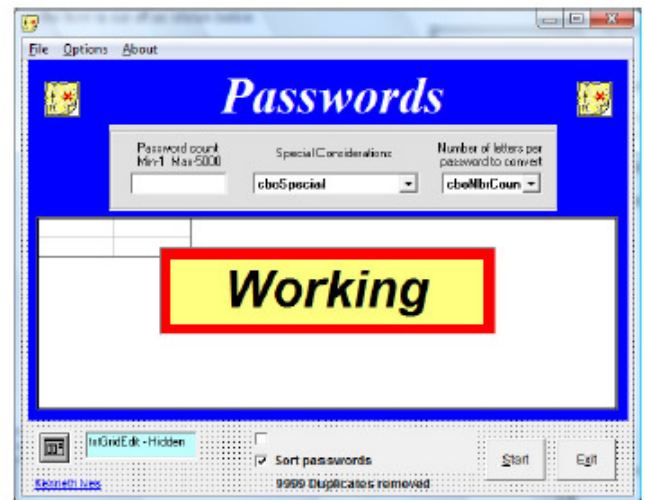 File Options About
Passwords
Password count Special Considerations Number of letters per
Min-1 Max-5000 password to convert
cboSpecial cboNbrCoun
Working
txtGridEdit - Hidden
Sort passwords Start Exit
Kenneth Ives 9999 Duplicates removed